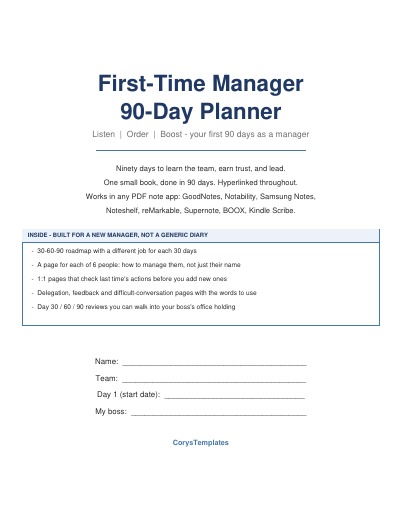 First-Time Manager
90-Day Planner
Listen | Order | Boost - your first 90 days as a manager
Ninety days to learn the team, earn trust, and lead.
One small book, done in 90 days. Hyperlinked throughout.
Works in any PDF note app: GoodNotes, Notability, Samsung Notes,
Noteshelf, reMarkable, Supernote, BOOX, Kindle Scribe.
INSIDE - BUILT FOR A NEW MANAGER, NOT A GENERIC DIARY
- 30-60-90 roadmap with a different job for each 30 days
- A page for each of 6 people: how to manage them, not just their name
- 1:1 pages that check last time's actions before you add new ones
- Delegation, feedback and difficult-conversation pages with the words to use
- Day 30 / 60 / 90 reviews you can walk into your boss's office holding
Name:
Team:
Day 1 (start date):
My boss:
CorysTemplates